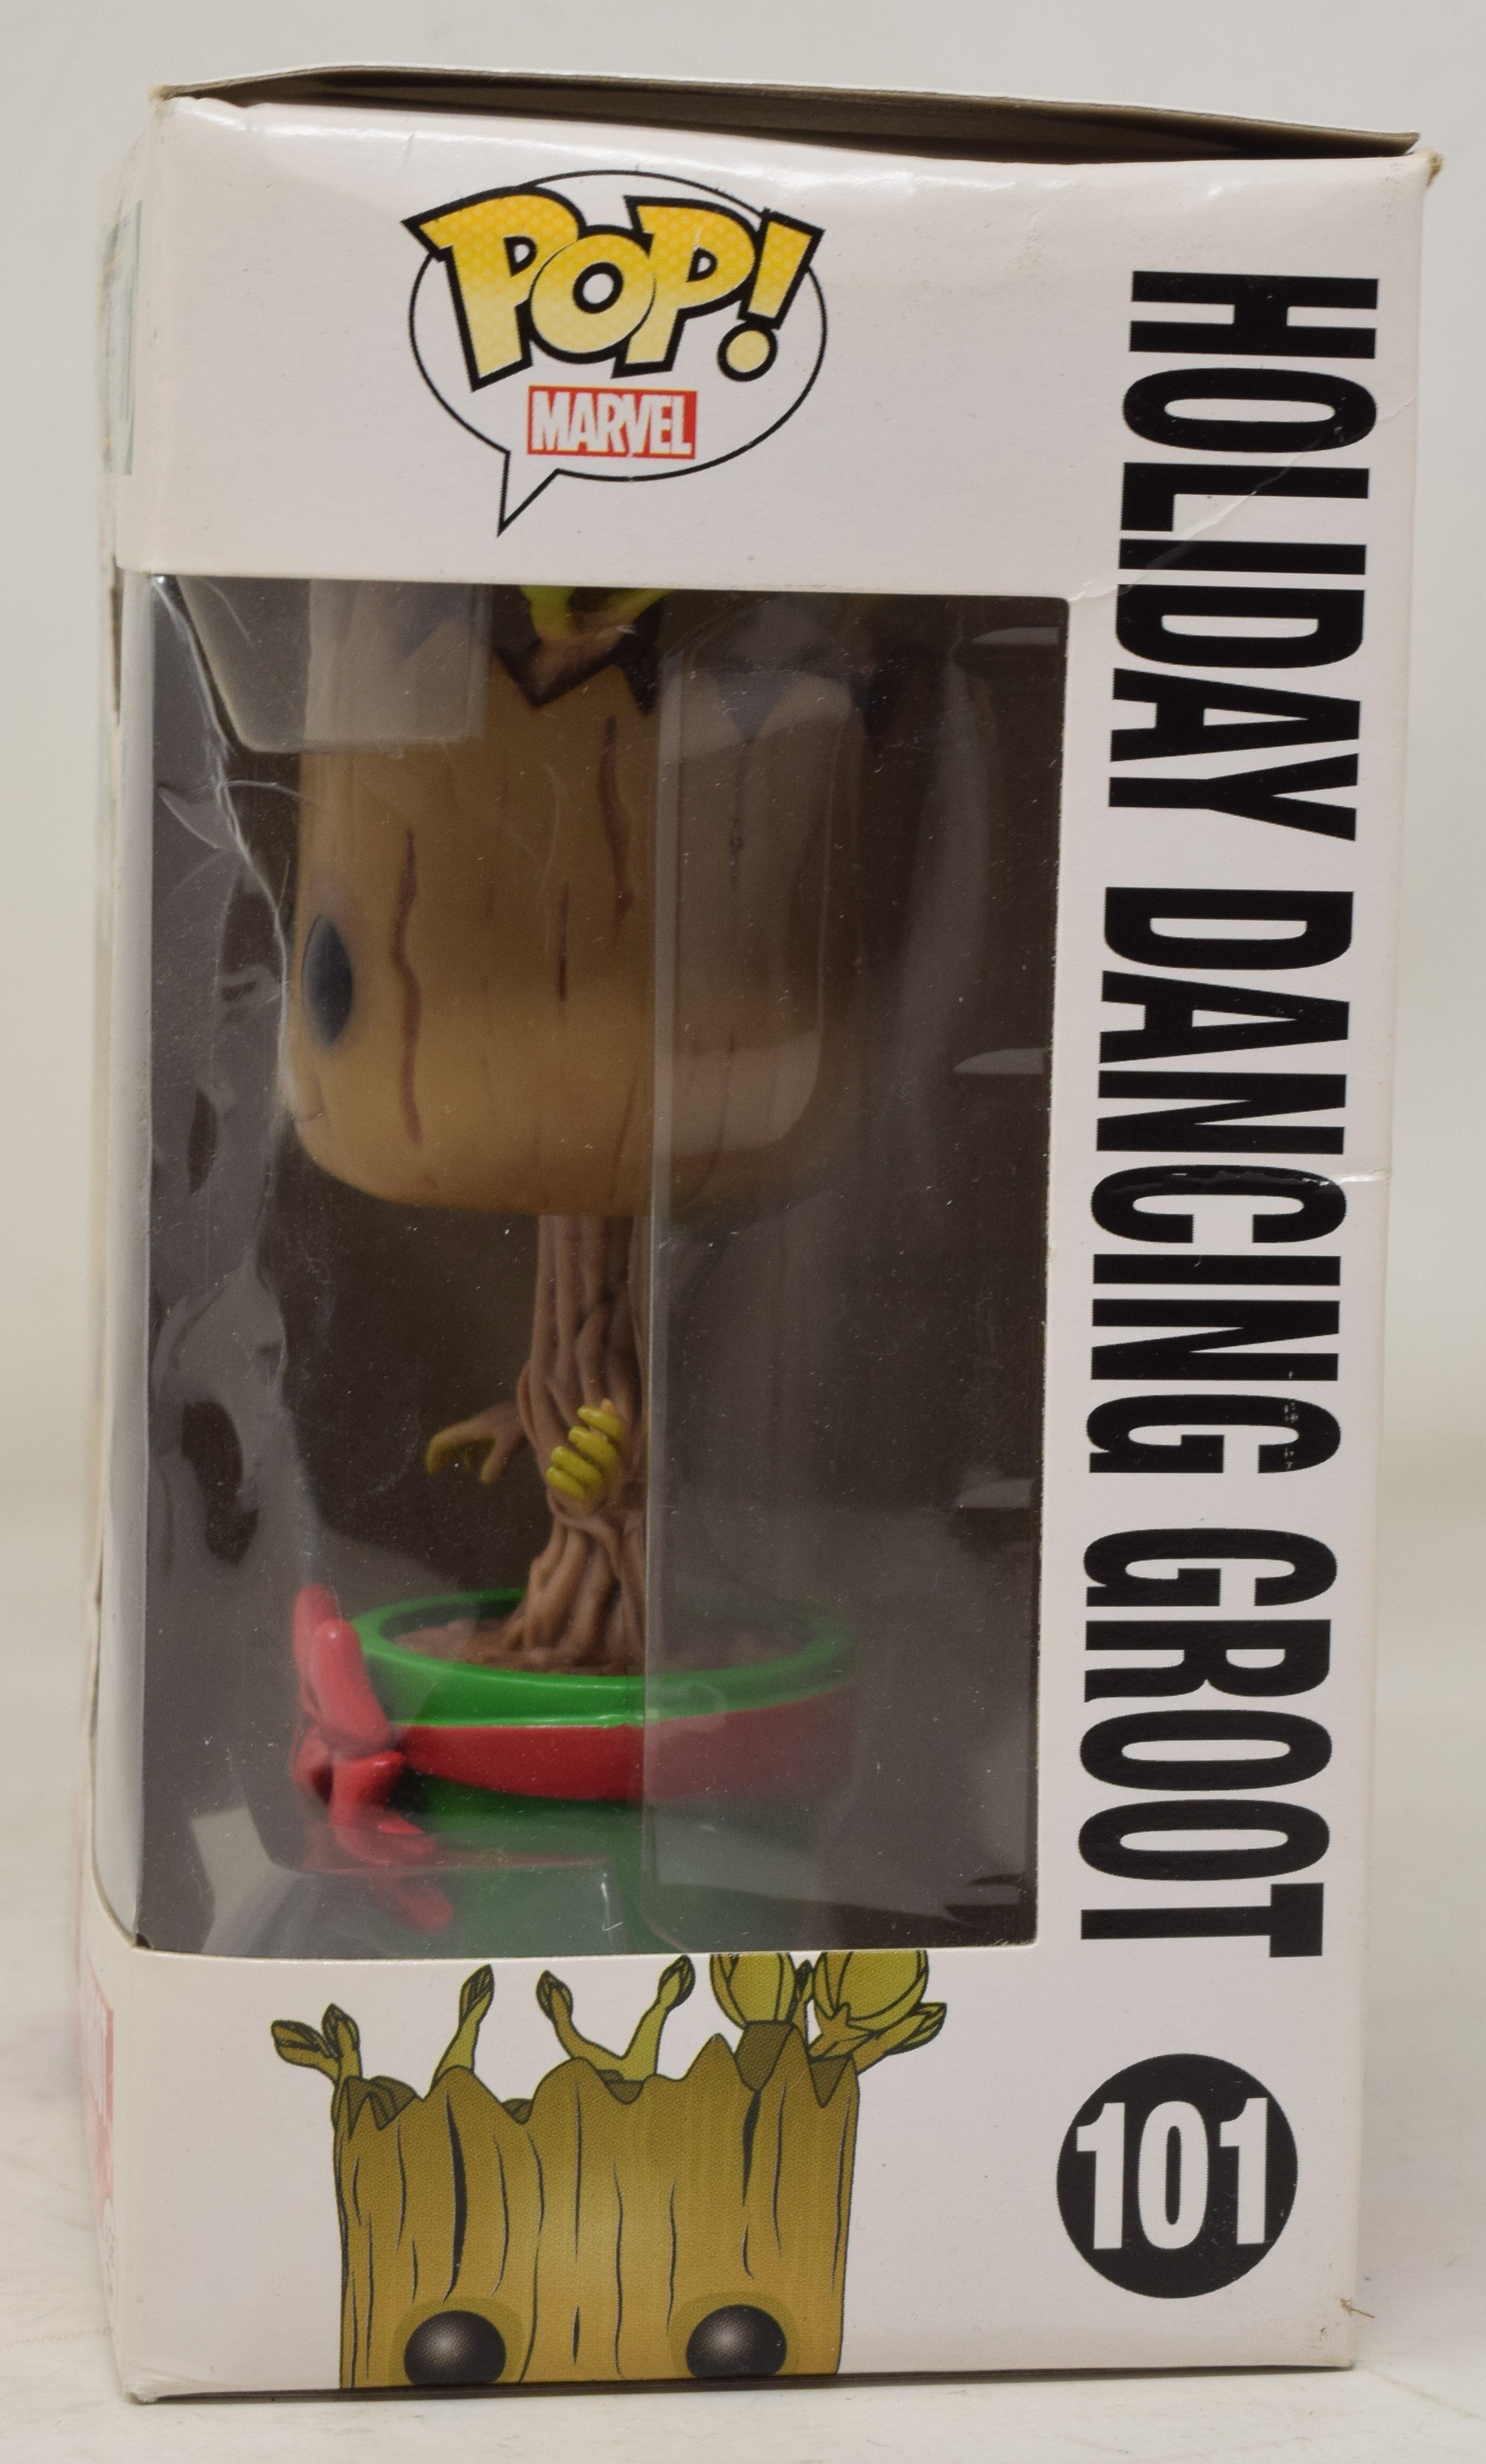 POP!
MARVEL
HOLIDAY DANCING GROOT
101